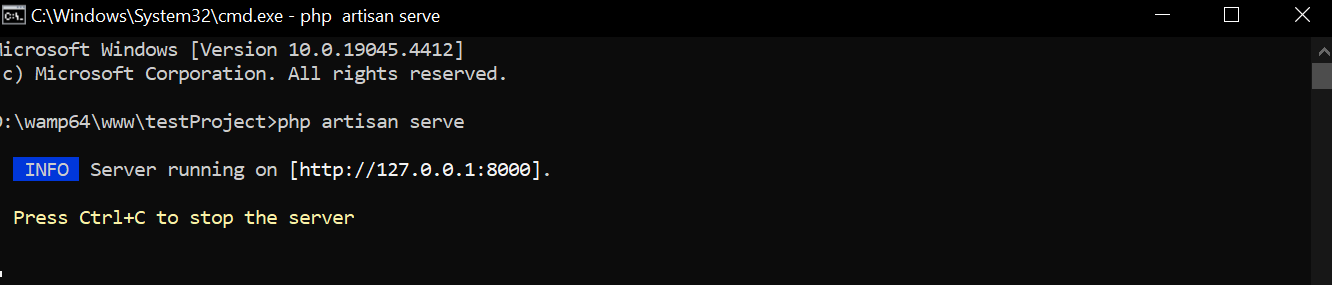 C:\Windows\System32\cmd.exe - php  artisan serve
Microsoft Windows [Version 10.0.19045.4412]
c) Microsoft Corporation. All rights reserved.
D:\wamp64\www\testProject>php artisan serve
INFO  Server running on [http://127.0.0.1:8000].
Press Ctrl+C to stop the server